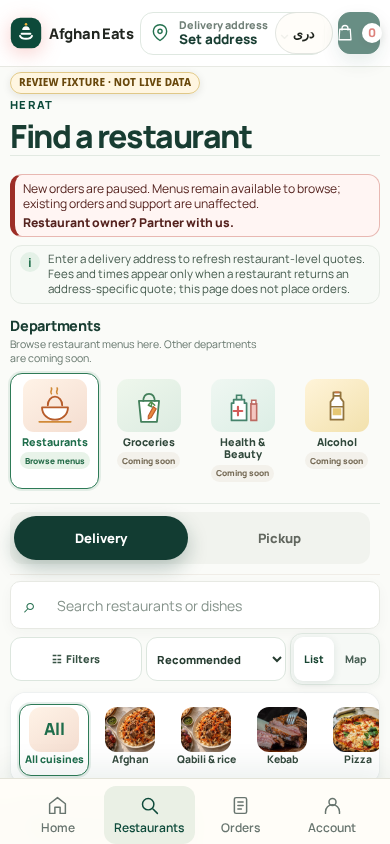 Afghan Eats
Delivery address
Set address
دری
0
REVIEW FIXTURE · NOT LIVE DATA
HERAT
Find a restaurant
New orders are paused. Menus remain available to browse;
existing orders and support are unaffected.
Restaurant owner? Partner with us.
i
Enter a delivery address to refresh restaurant-level quotes.
Fees and times appear only when a restaurant returns an
address-specific quote; this page does not place orders.
Departments
Browse restaurant menus here. Other departments
are coming soon.
Restaurants
Browse menus
Groceries
Coming soon
Health &
Beauty
Coming soon
Alcohol
Coming soon
Delivery
Pickup
Search restaurants or dishes
Filters
Recommended
List
Map
All
All cuisines
Afghan
Qabili & rice
Kebab
Pizza
Home
Restaurants
Orders
Account